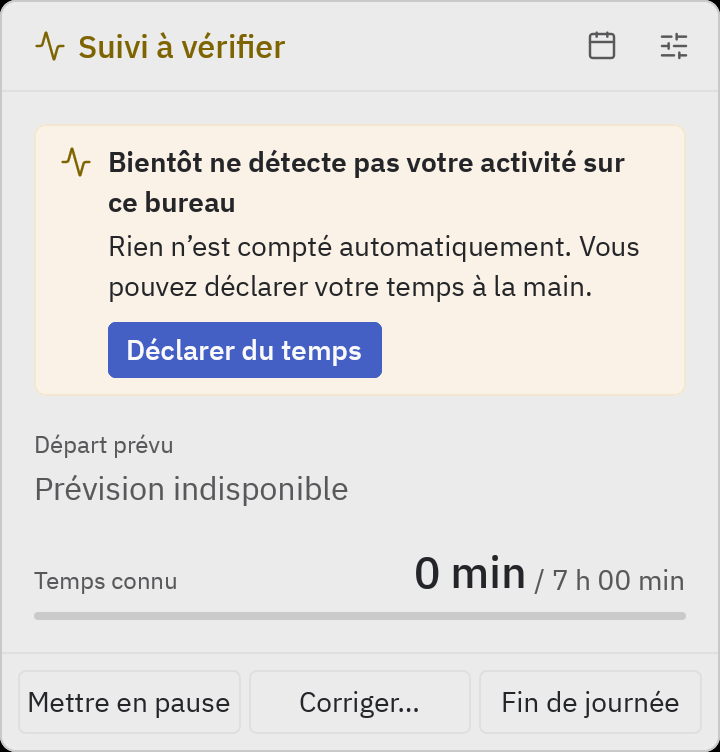 Suivi à vérifier
Bientôt ne détecte pas votre activité sur
ce bureau
Rien n’est compté automatiquement. Vous
pouvez déclarer votre temps à la main.
Déclarer du temps
Départ prévu
Prévision indisponible
Temps connu 0 min / 7 h 00 min
Mettre en pause Corriger… Fin de journée